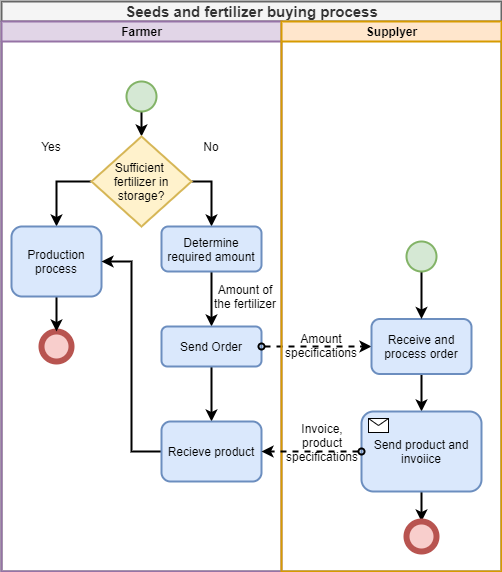 Seeds and fertilizer buying process
Farmer
Supplyer
Yes
No
Sufficient
fertilizer in
storage?
Production
process
Determine
required amount
Amount of
the fertilizer
Send Order
Amount
specifications
Receive and
process order
Recieve product
Invoice,
product
specifications
Send product and
invoiice